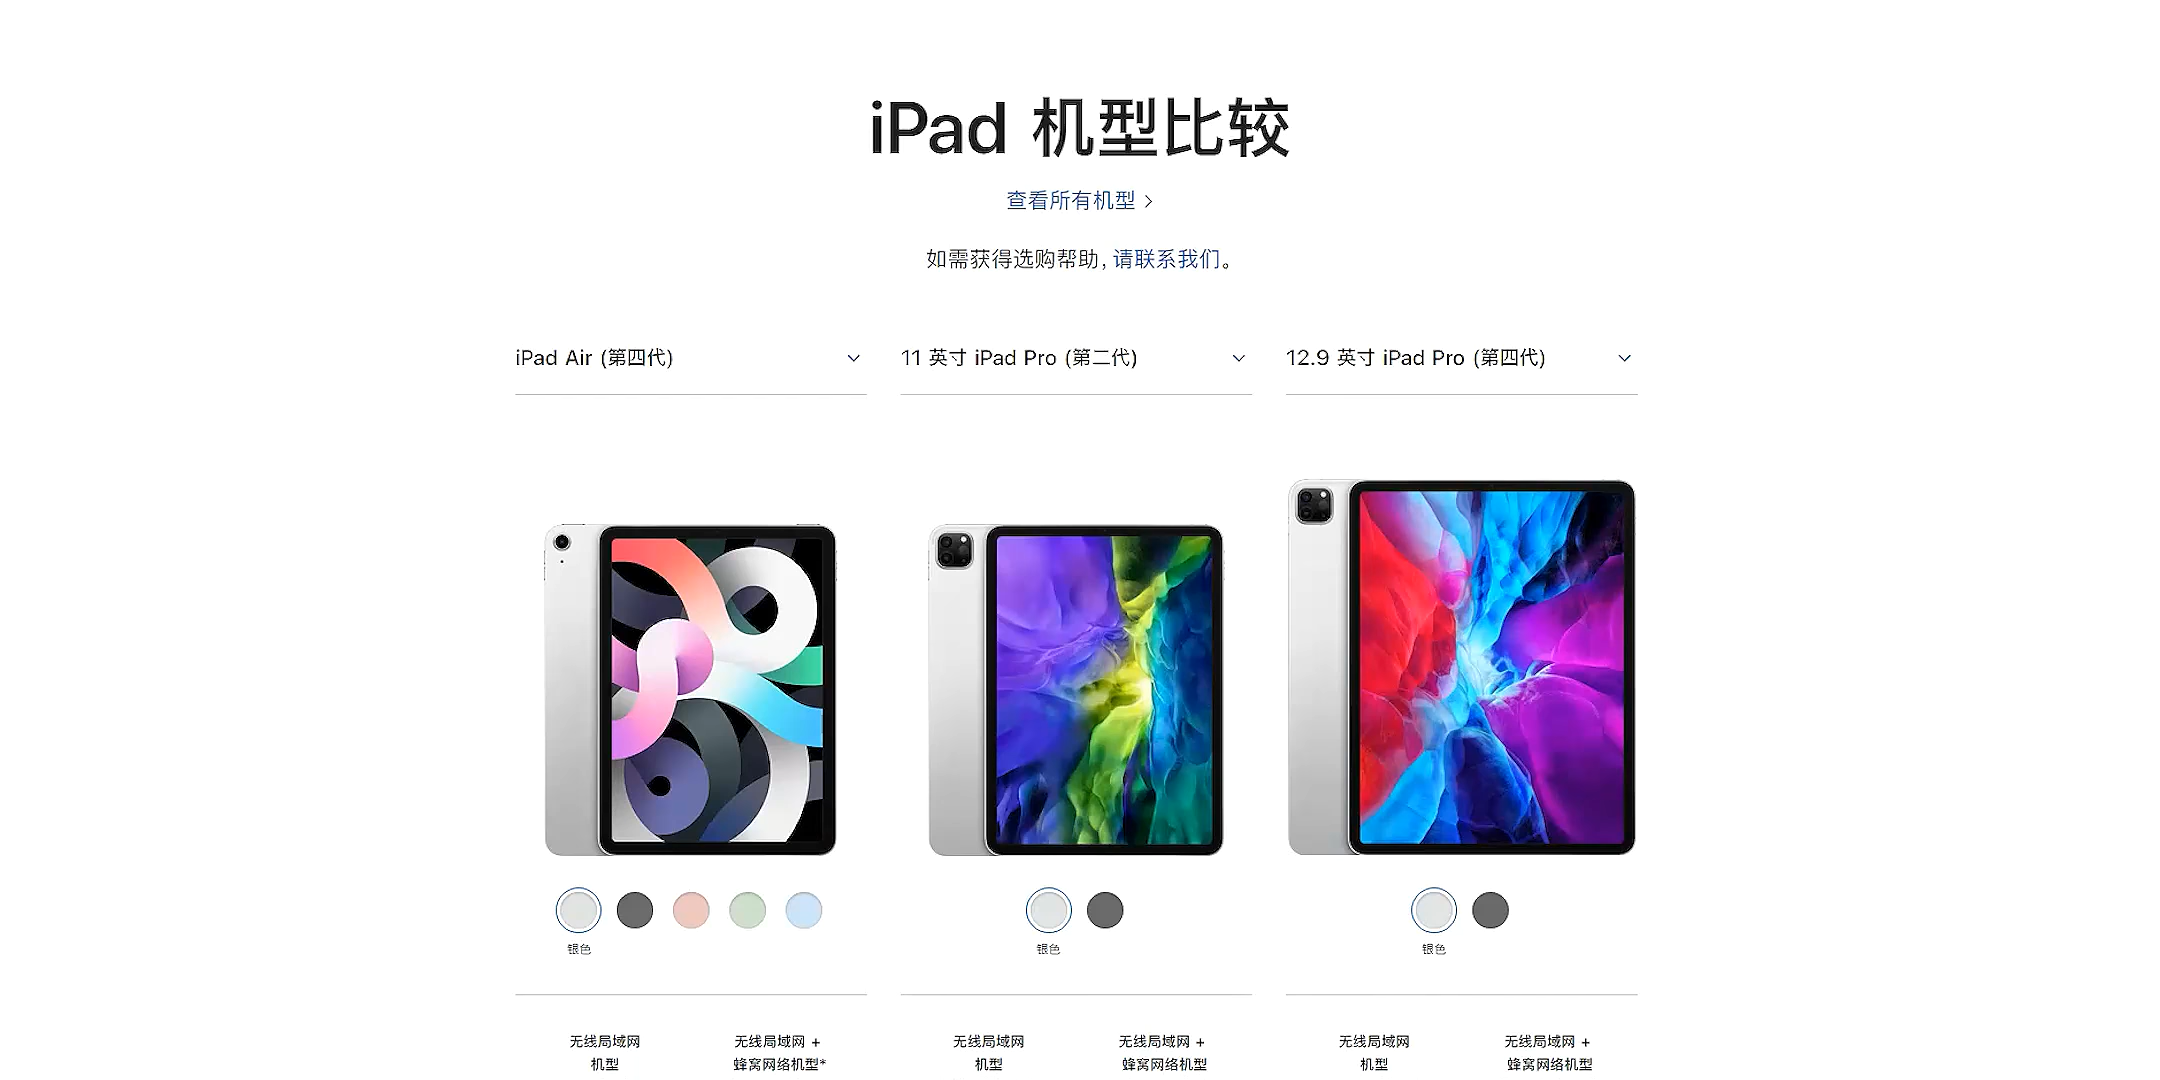 iPad 机型比较
查看所有机型 >
如需获得选购帮助, 请联系我们。
iPad Air (第四代)
11 英寸 iPad Pro (第二代)
12.9 英寸 iPad Pro (第四代)
银色
银色
银色
无线局域网
机型
无线局域网 +
蜂窝网络机型*
无线局域网
机型
无线局域网 +
蜂窝网络机型
无线局域网
机型
无线局域网 +
蜂窝网络机型